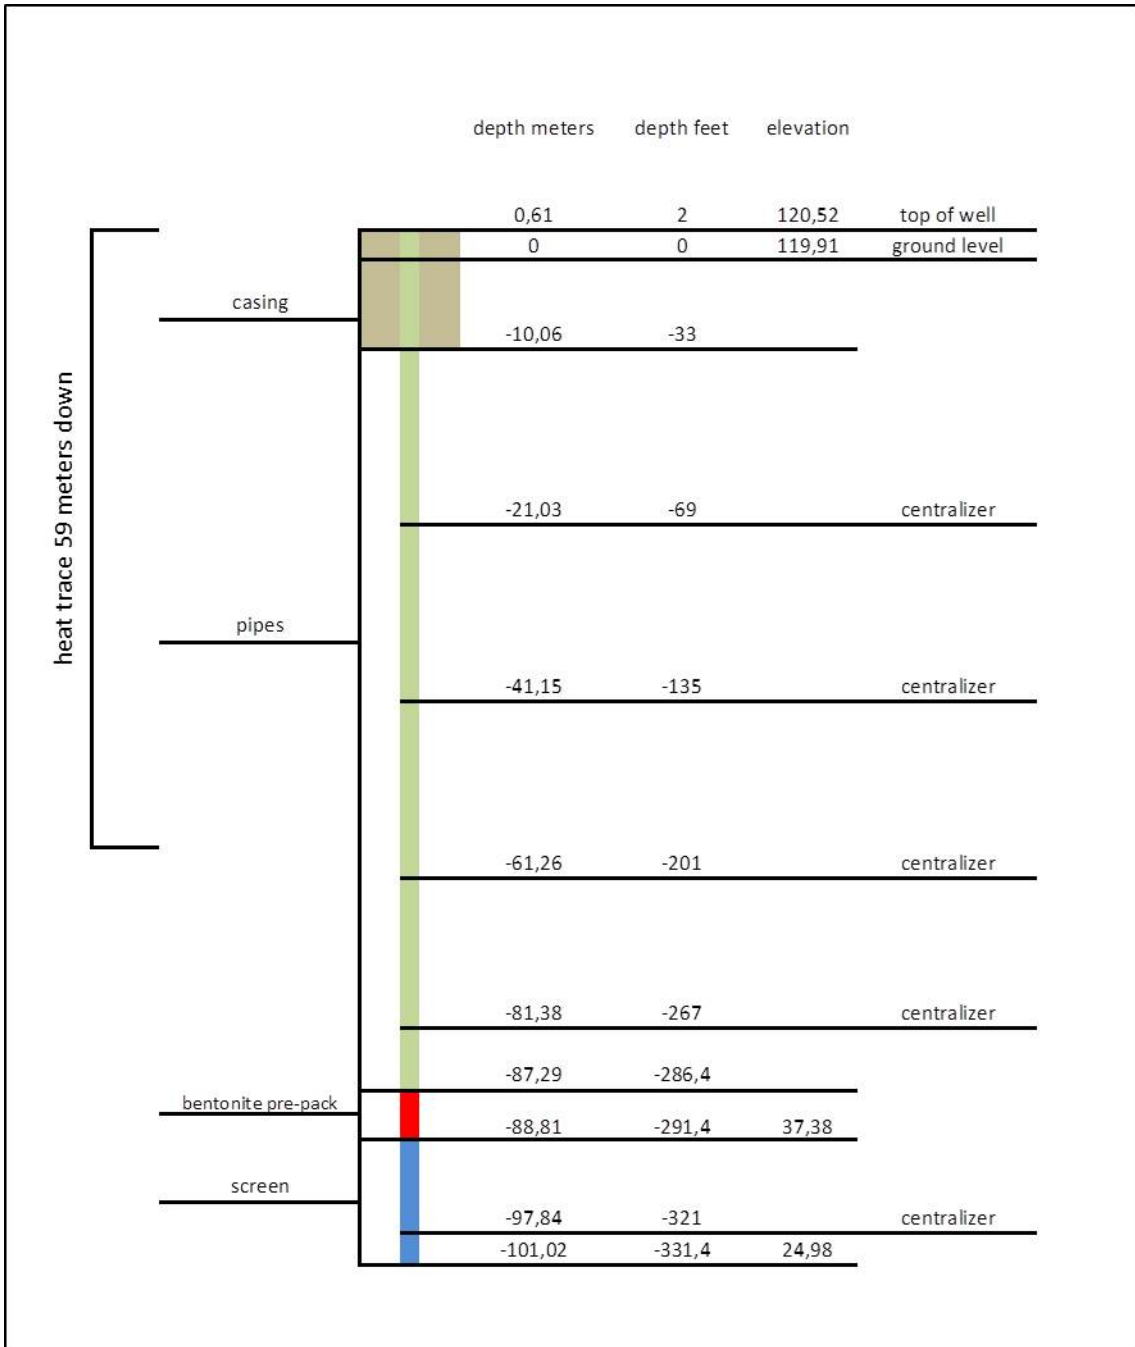 depth meters depth feet elevation
0,61 2 120,52 top of well
0 0 119,91 ground level
casing
-10,06 -33
heat trace 59 meters down
-21,03 -69 centralizer
pipes
-41,15 -135 centralizer
-61,26 -201 centralizer
-81,38 -267 centralizer
-87,29 -286,4
bentonite pre-pack
-88,81 -291,4 37,38
screen
-97,84 -321 centralizer
-101,02 -331,4 24,98